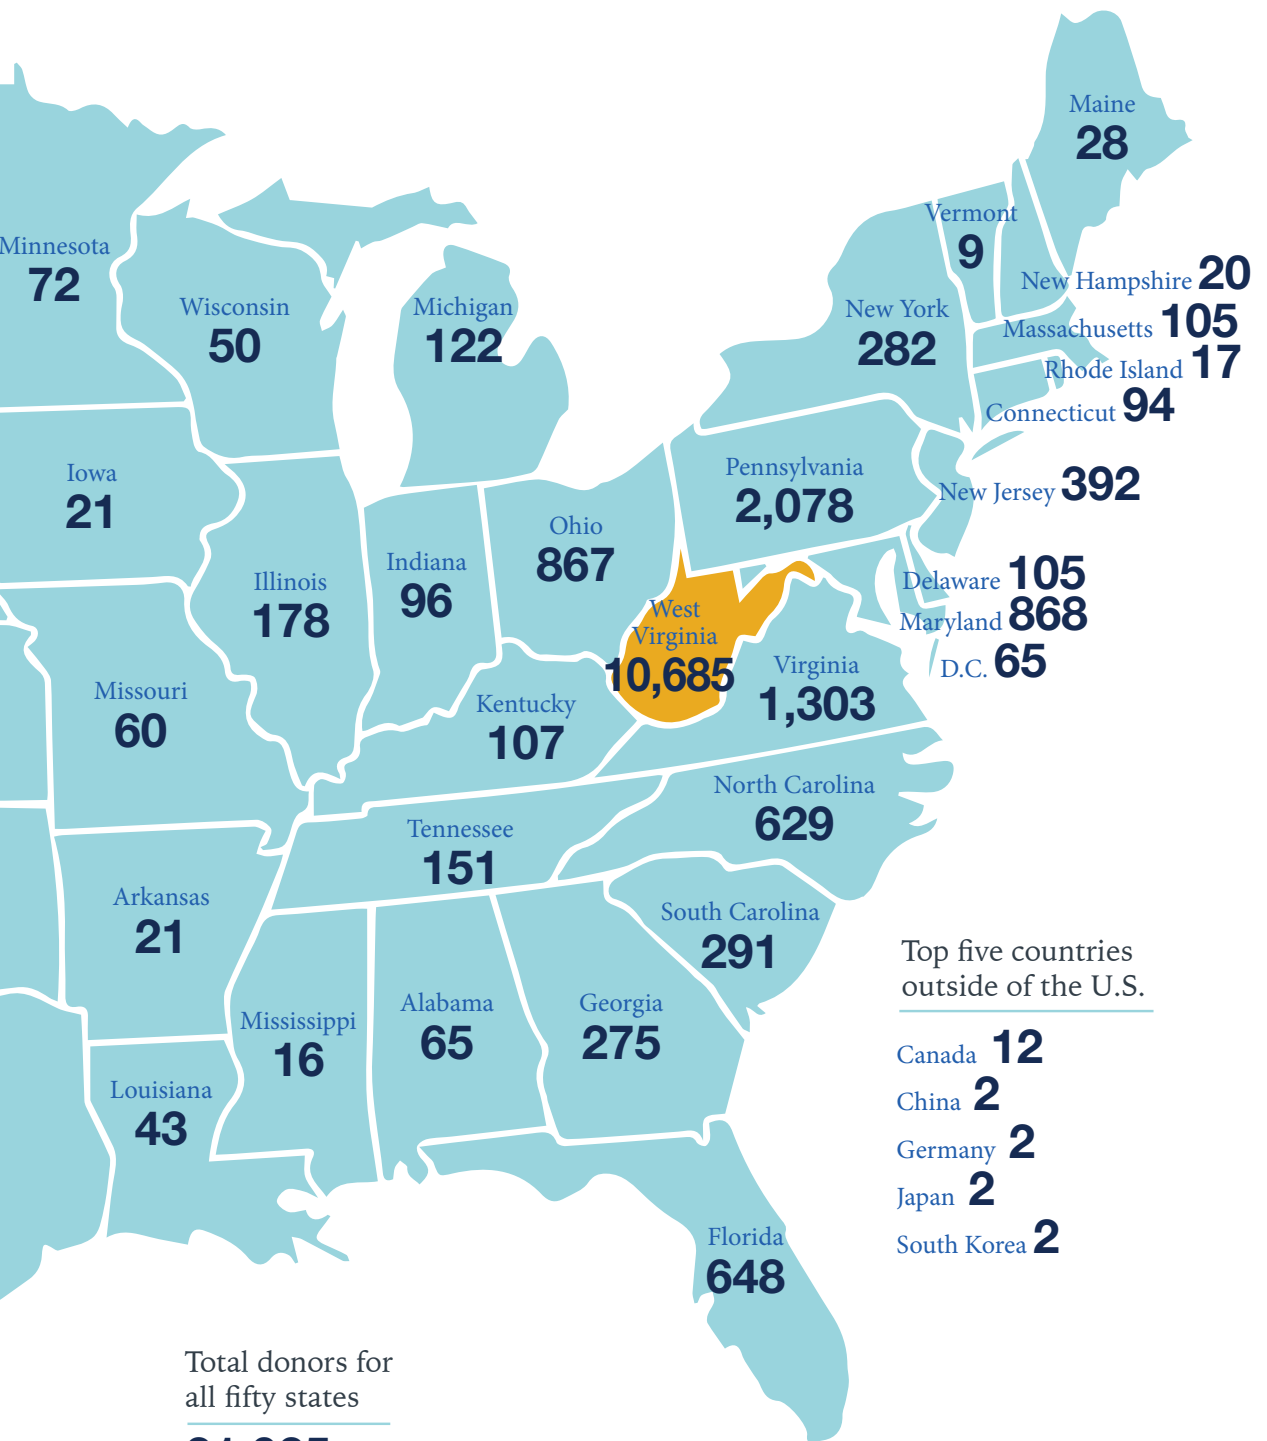 Maine
28
Vermont
9
New Hampshire 20
Massachusetts 105
Rhode Island 17
Connecticut 94
New York
282
Minnesota
72
Wisconsin
50
Michigan
122
Pennsylvania
2,078
New Jersey 392
Iowa
21
Illinois
178
Indiana
96
Ohio
867
Delaware 105
Maryland 868
D.C. 65
West
Virginia
10,685
Virginia
1,303
Missouri
60
Kentucky
107
North Carolina
629
Tennessee
151
Arkansas
21
South Carolina
291
Mississippi
16
Alabama
65
Georgia
275
Louisiana
43
Florida
648
Top five countries
outside of the U.S.
Canada 12
China 2
Germany 2
Japan 2
South Korea 2
Total donors for
all fifty states